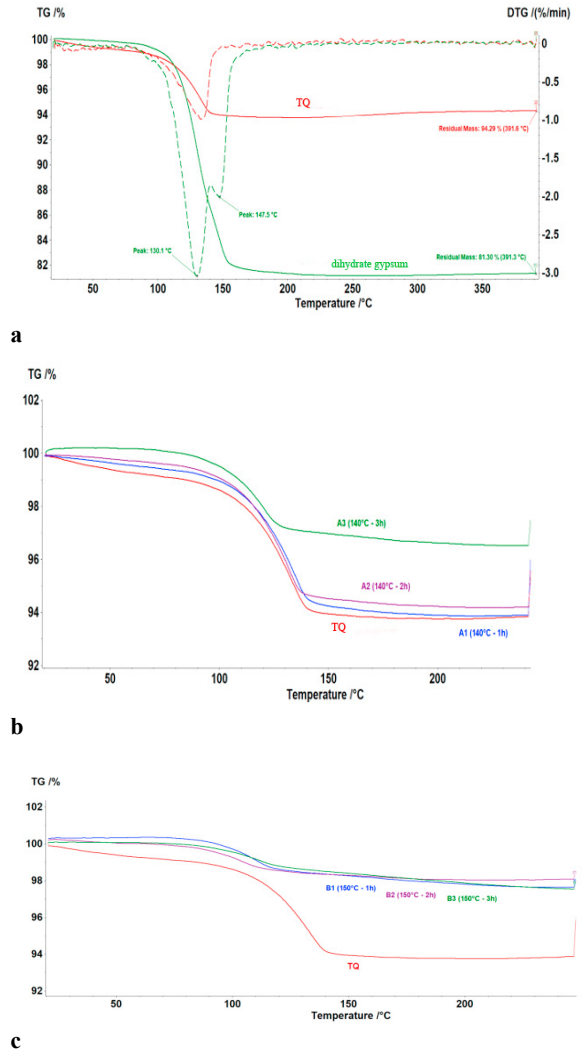 TG /% DTG /(%/min)
100 0
98 -0.5
96 -1.0
94 TQ
Residual Mass: 94.29 % (391.8 °C)
92 -1.5
90 -2.0
88 Peak: 147.5 °C
86 -2.5
84 Peak: 130.1 °C
82 dihydrate gypsum Residual Mass: 81.30 % (391.3 °C)
-3.0
50 100 150 200 250 300 350
Temperature /°C
a
TG /%
102
100
98
A3 (140°C - 3h)
96
A2 (140°C - 2h)
94 TQ A1 (140°C - 1h)
92
50 100 150 200
Temperature /°C
b
TG /%
102
100
98
B1 (150°C - 1h) B2 (150°C - 2h) B3 (150°C - 3h)
96
94
TQ
92
50 100 150 200
Temperature /°C
c